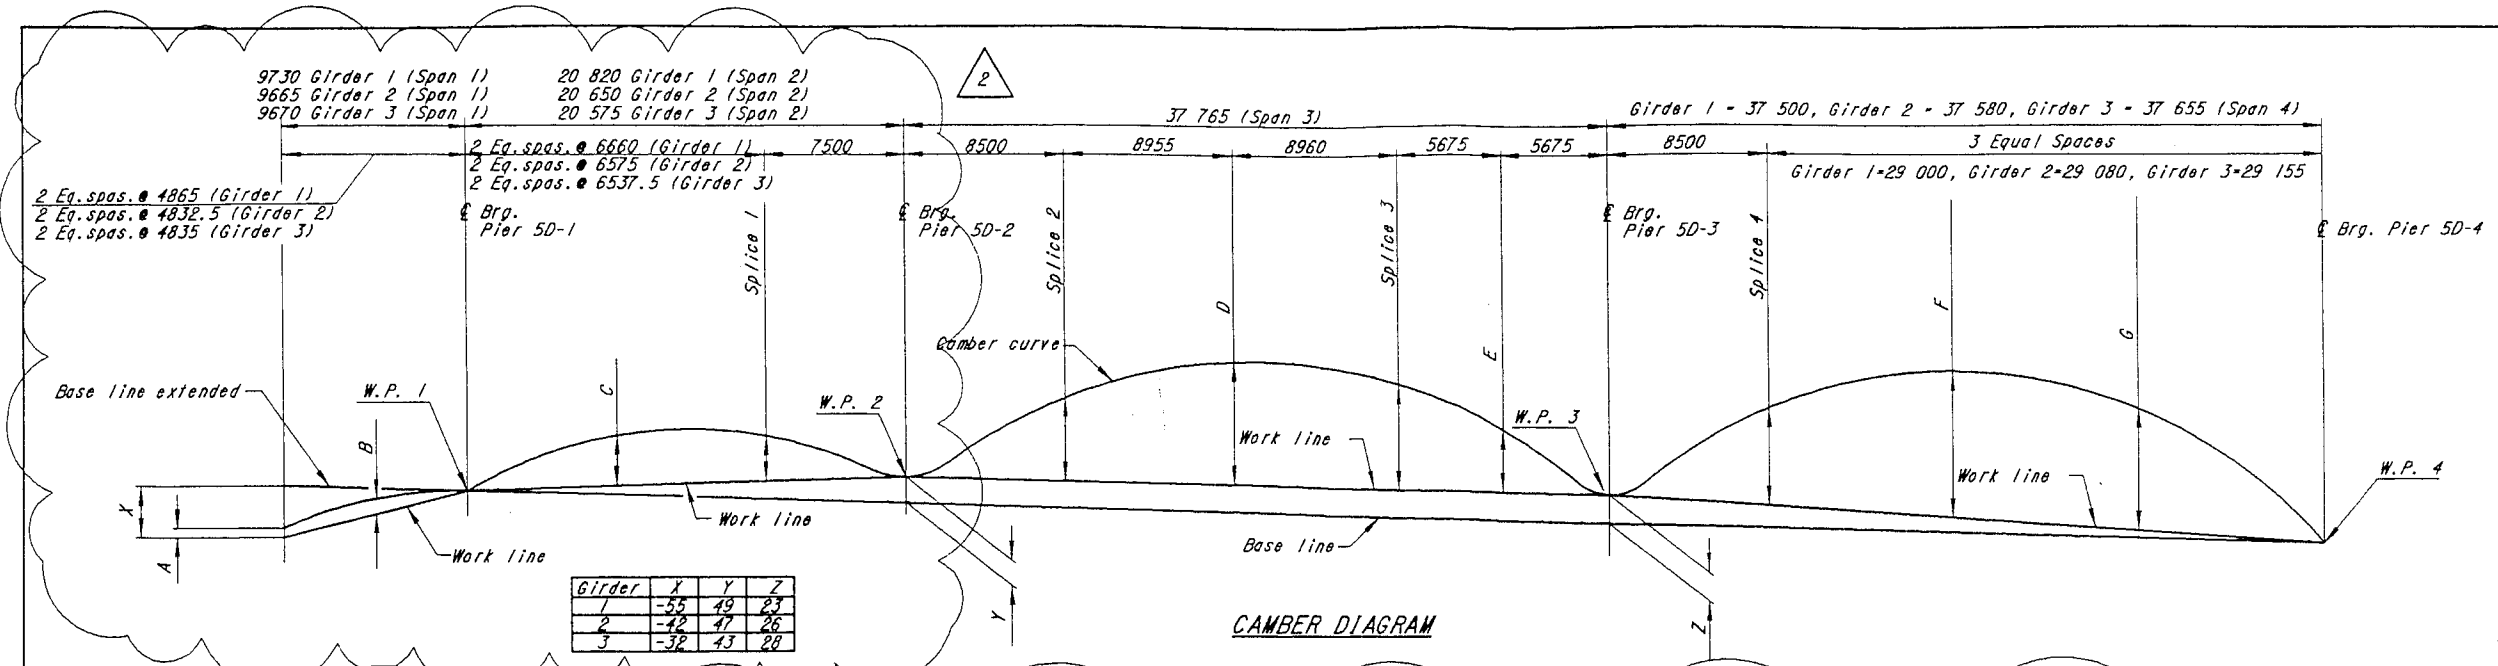 9730 Girder 1 (Span 1)
9665 Girder 2 (Span 1)
9670 Girder 3 (Span 1)
20 820 Girder 1 (Span 2)
20 650 Girder 2 (Span 2)
20 575 Girder 3 (Span 2)
2
37 765 (Span 3)
Girder 1 - 37 500, Girder 2 - 37 580, Girder 3 - 37 655 (Span 4)
2 Eq.spas.@ 6660 (Girder 1)
2 Eq.spas.@ 6575 (Girder 2)
2 Eq.spas.@ 6537.5 (Girder 3)
7500
8500
8955
8960
5675
5675
8500
3 Equal Spaces
Girder 1=29 000, Girder 2=29 080, Girder 3=29 155
2 Eq.spas.@ 4865 (Girder 1)
2 Eq.spas.@ 4832.5 (Girder 2)
2 Eq.spas.@ 4835 (Girder 3)
℄ Brg.
Pier 5D-1
Splice 1
℄ Brg.
Pier 5D-2
Splice 2
D
Splice 3
E
℄ Brg.
Pier 5D-3
Splice 4
F
G
℄ Brg. Pier 5D-4
Camber curve
Base line extended
W.P. 1
B
C
W.P. 2
Work line
W.P. 3
Work line
W.P. 4
X
A
Work line
Work line
Base line
Y
Z
Girder X Y Z
1 -55 49 23
2 -42 47 26
3 -32 43 28
CAMBER DIAGRAM